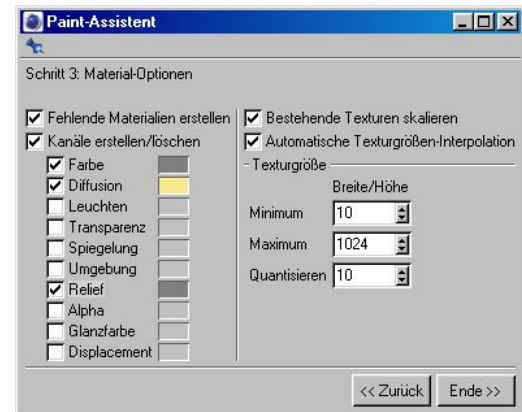 Paint-Assistent
Schritt 3: Material-Optionen
Fehlende Materialien erstellen
Kanäle erstellen/löschen
Farbe
Diffusion
Leuchten
Transparenz
Spiegelung
Umgebung
Relief
Alpha
Glanzfarbe
Displacement
Bestehende Texturen skalieren
Automatische Texturgrößen-Interpolation
Texturgröße
Breite/Höhe
Minimum 10
Maximum 1024
Quantisieren 10
<< Zurück Ende >>